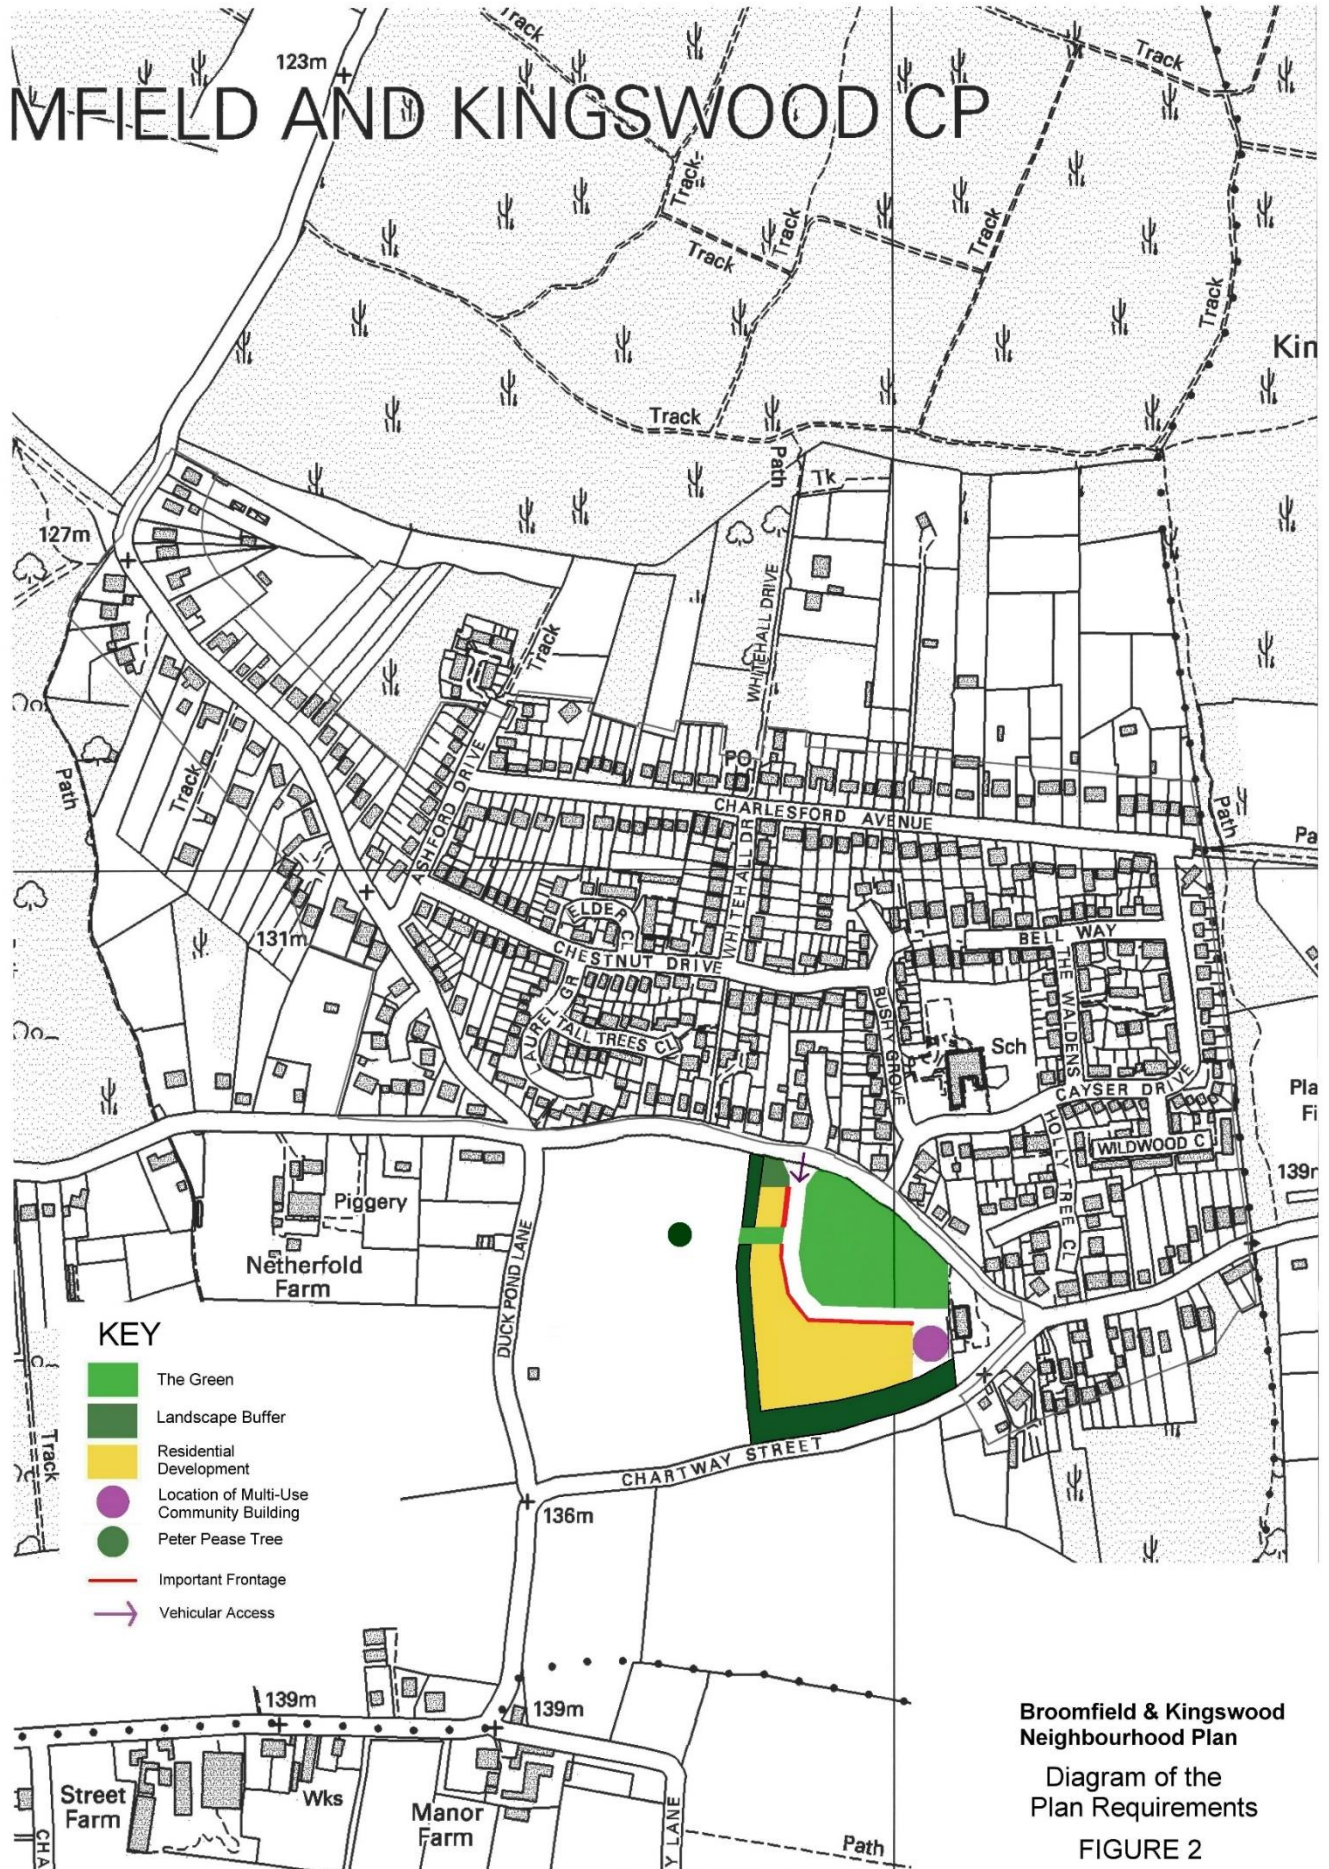 Track
Track
123m
MFIELD AND KINGSWOOD CP
Track
Track
Track
Track
Track
Kin
Track
Path
Tk
127m
WHITEHALL DRIVE
Track
Track
Path
Path
PO
ASHFORD DRIVE
CHARLESFORD AVENUE
Pa
WHITEHALL DR
ELDER CL
131m
CHESTNUT DRIVE
BELL WAY
THE WALDENS
LAUREL GR
TALL TREES CL
BUSHY GROVE
Sch
CAYSER DRIVE
Pla
Fi
HOLLY TREE CL
WILDWOOD C
139m
Piggery
Netherfold
Farm
DUCK POND LANE
KEY
The Green
Landscape Buffer
Residential
Development
Location of Multi-Use
Community Building
Peter Pease Tree
Important Frontage
Vehicular Access
Track
CHARTWAY STREET
136m
139m
139m
Street
Farm
Wks
Manor
Farm
CHA
Y LANE
Path
Broomfield & Kingswood
Neighbourhood Plan
Diagram of the
Plan Requirements
FIGURE 2